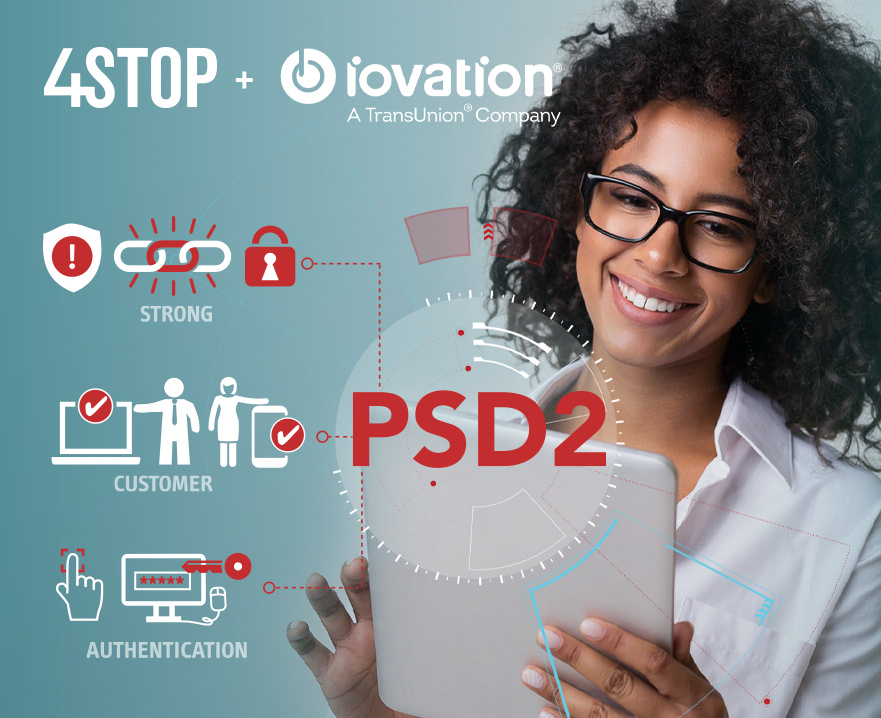 4STOP + iovation®
A TransUnion® Company
STRONG
PSD2
CUSTOMER
*****
AUTHENTICATION